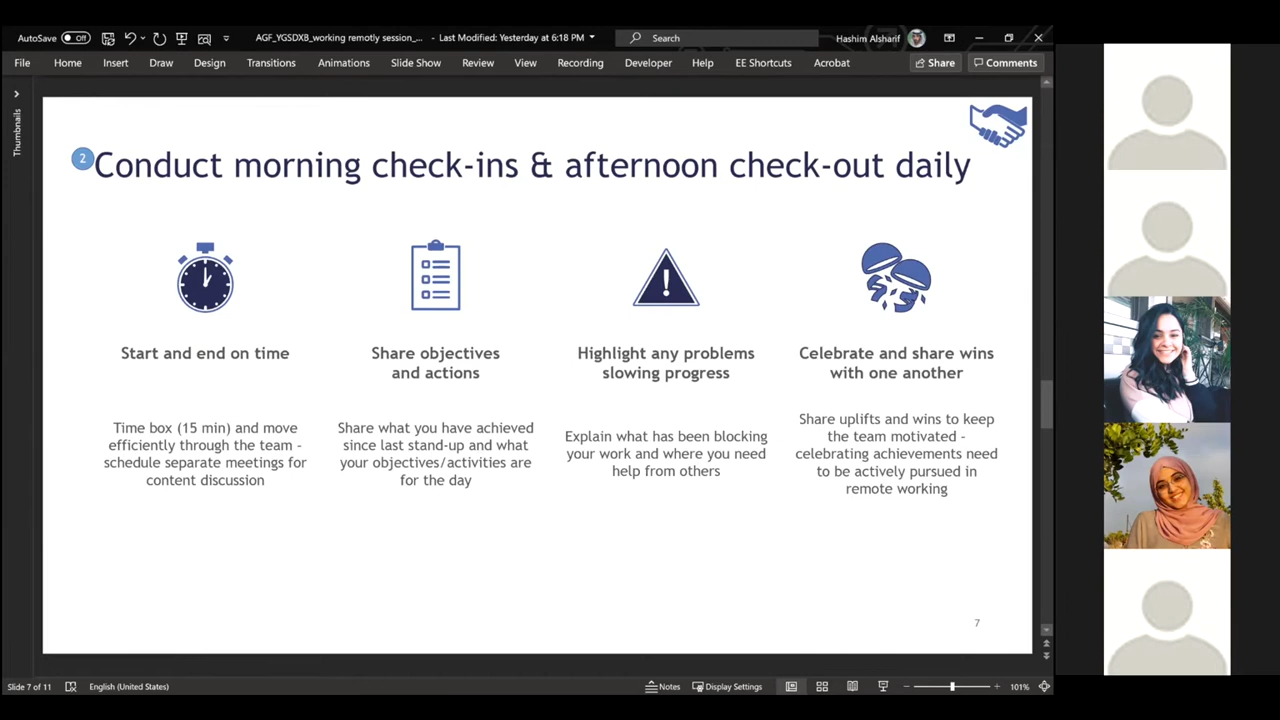 AutoSave Off AGF_YGSDXB_working remotly session_... - Last Modified: Yesterday at 6:18 PM Search Hashim Alsharif
File Home Insert Draw Design Transitions Animations Slide Show Review View Recording Developer Help EE Shortcuts Acrobat Share Comments
Thumbnails
2 Conduct morning check-ins & afternoon check-out daily
Start and end on time
Time box (15 min) and move
efficiently through the team -
schedule separate meetings for
content discussion
Share objectives
and actions
Share what you have achieved
since last stand-up and what
your objectives/activities are
for the day
Highlight any problems
slowing progress
Explain what has been blocking
your work and where you need
help from others
Celebrate and share wins
with one another
Share uplifts and wins to keep
the team motivated -
celebrating achievements need
to be actively pursued in
remote working
7
Slide 7 of 11 English (United States) Notes Display Settings 101%